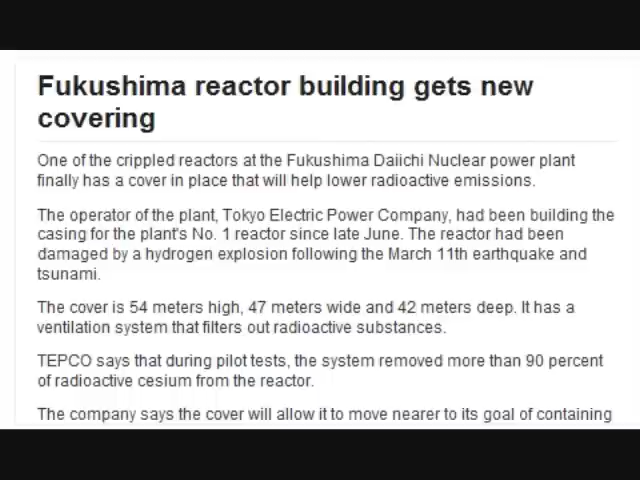 Fukushima reactor building gets new
covering
One of the crippled reactors at the Fukushima Daiichi Nuclear power plant
finally has a cover in place that will help lower radioactive emissions.
The operator of the plant, Tokyo Electric Power Company, had been building the
casing for the plant's No. 1 reactor since late June. The reactor had been
damaged by a hydrogen explosion following the March 11th earthquake and
tsunami.
The cover is 54 meters high, 47 meters wide and 42 meters deep. It has a
ventilation system that filters out radioactive substances.
TEPCO says that during pilot tests, the system removed more than 90 percent
of radioactive cesium from the reactor.
The company says the cover will allow it to move nearer to its goal of containing